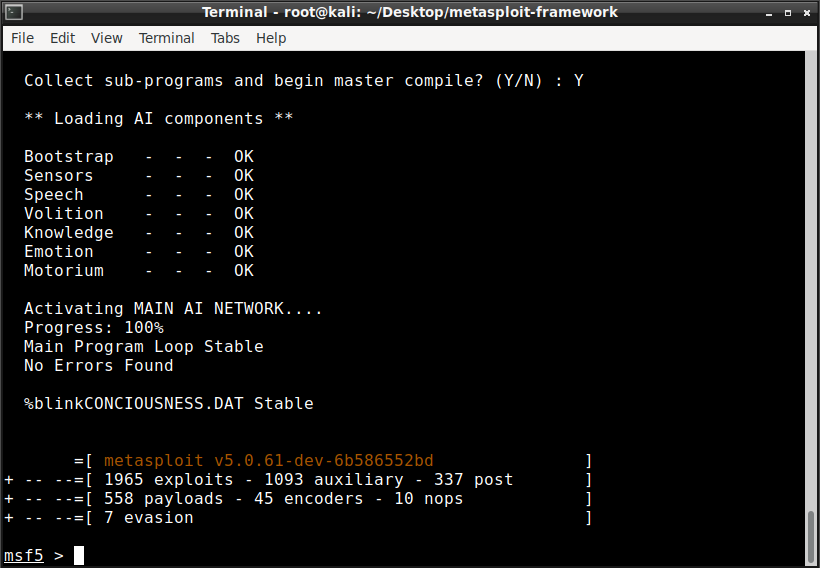 Terminal - root@kali: ~/Desktop/metasploit-framework
File Edit View Terminal Tabs Help
Collect sub-programs and begin master compile? (Y/N) : Y
** Loading AI components **
Bootstrap - - - OK
Sensors - - - OK
Speech - - - OK
Volition - - - OK
Knowledge - - - OK
Emotion - - - OK
Motorium - - - OK
Activating MAIN AI NETWORK....
Progress: 100%
Main Program Loop Stable
No Errors Found
%blinkCONCIOUSNESS.DAT Stable
=[ metasploit v5.0.61-dev-6b586552bd ]
+ -- --=[ 1965 exploits - 1093 auxiliary - 337 post ]
+ -- --=[ 558 payloads - 45 encoders - 10 nops ]
+ -- --=[ 7 evasion ]
msf5 >